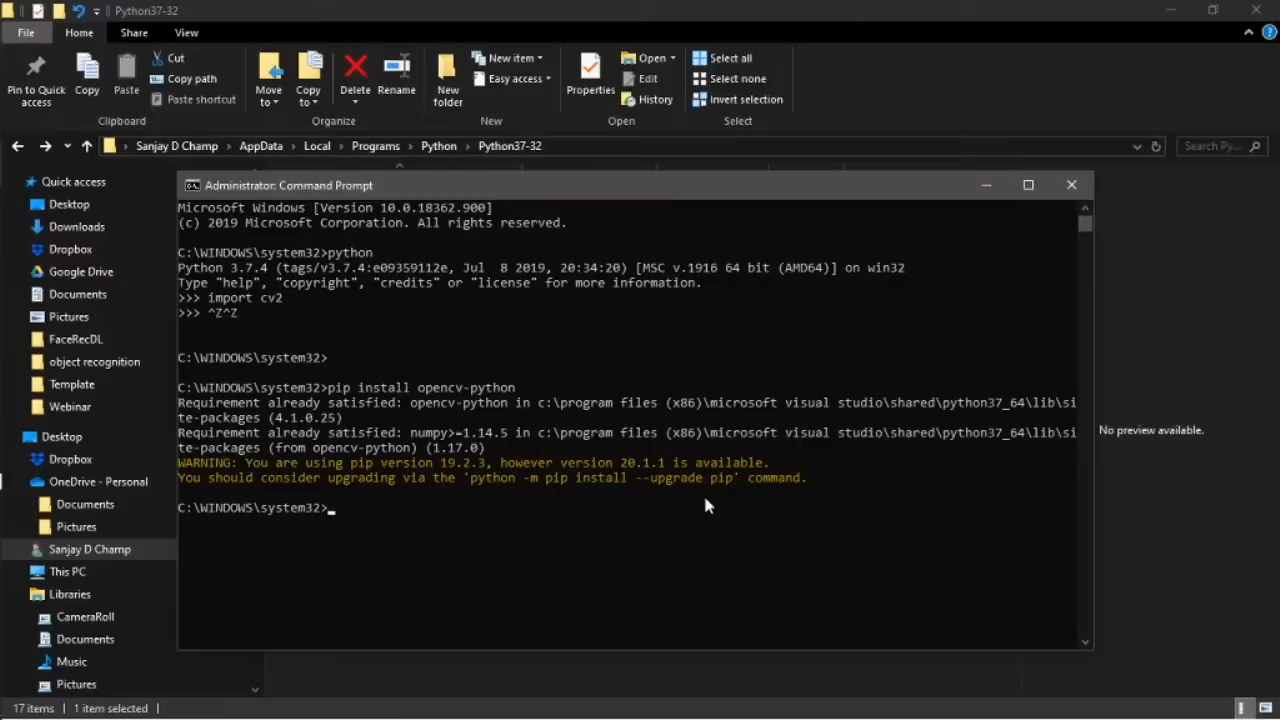 Python37-32
File Home Share View
Pin to Quick access
Copy
Paste
Cut
Copy path
Paste shortcut
Clipboard
Move to
Copy to
Delete
Rename
Organize
New folder
New item
Easy access
New
Properties
Open
Edit
History
Open
Select all
Select none
Invert selection
Select
Sanjay D Champ > AppData > Local > Programs > Python > Python37-32
Search Py...
Quick access
Desktop
Downloads
Dropbox
Google Drive
Documents
Pictures
FaceRecDL
object recognition
Template
Webinar
Desktop
Dropbox
OneDrive - Personal
Documents
Pictures
Sanjay D Champ
This PC
Libraries
CameraRoll
Documents
Music
Pictures
Administrator: Command Prompt
Microsoft Windows [Version 10.0.18362.900]
(c) 2019 Microsoft Corporation. All rights reserved.
C:\WINDOWS\system32>python
Python 3.7.4 (tags/v3.7.4:e09359112e, Jul  8 2019, 20:34:20) [MSC v.1916 64 bit (AMD64)] on win32
Type "help", "copyright", "credits" or "license" for more information.
>>> import cv2
>>> ^Z^Z
C:\WINDOWS\system32>
C:\WINDOWS\system32>pip install opencv-python
Requirement already satisfied: opencv-python in c:\program files (x86)\microsoft visual studio\shared\python37_64\lib\si
te-packages (4.1.0.25)
Requirement already satisfied: numpy>=1.14.5 in c:\program files (x86)\microsoft visual studio\shared\python37_64\lib\si
te-packages (from opencv-python) (1.17.0)
WARNING: You are using pip version 19.2.3, however version 20.1.1 is available.
You should consider upgrading via the 'python -m pip install --upgrade pip' command.
C:\WINDOWS\system32>
No preview available.
17 items
1 item selected